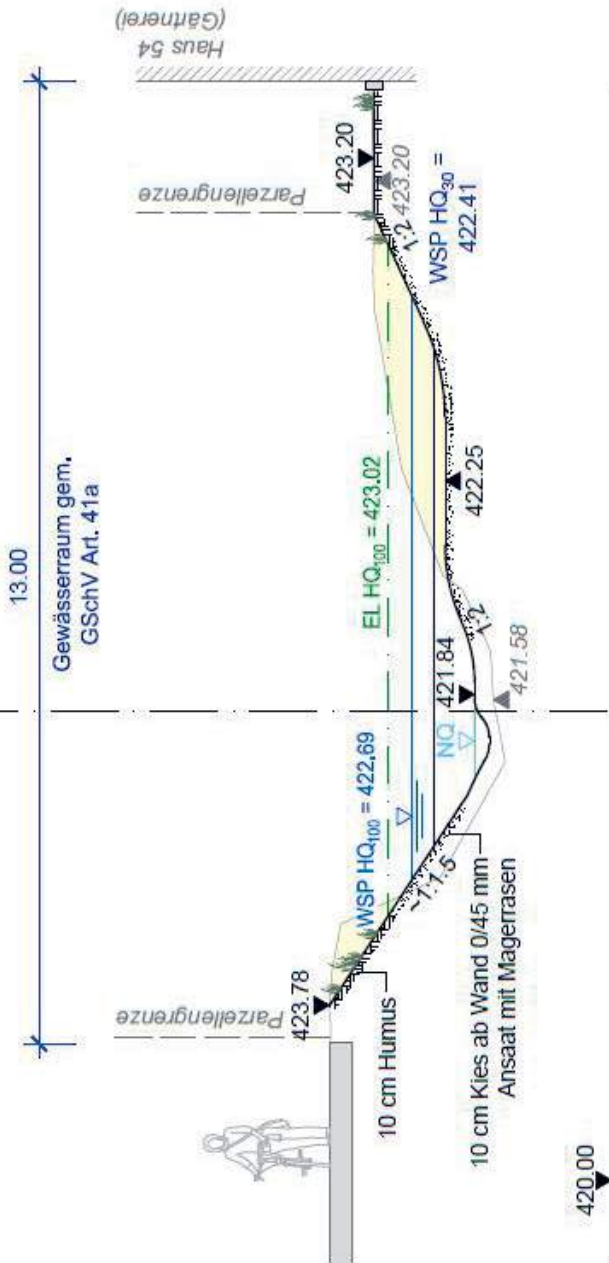 13.00
Gewässerraum gem.
GSchV Art. 41a
Haus 54
(Gärtnerei)
Parzellengrenze
Parzellengrenze
423.78
WSP HQ100 = 422.69
EL HQ100 = 423.02
423.20
423.20
1:2
WSP HQ30 =
422.41
422.25
421.84
NQ
1:2
421.58
~1:1.5
10 cm Humus
10 cm Kies ab Wand 0/45 mm
Ansaat mit Magerrasen
420.00